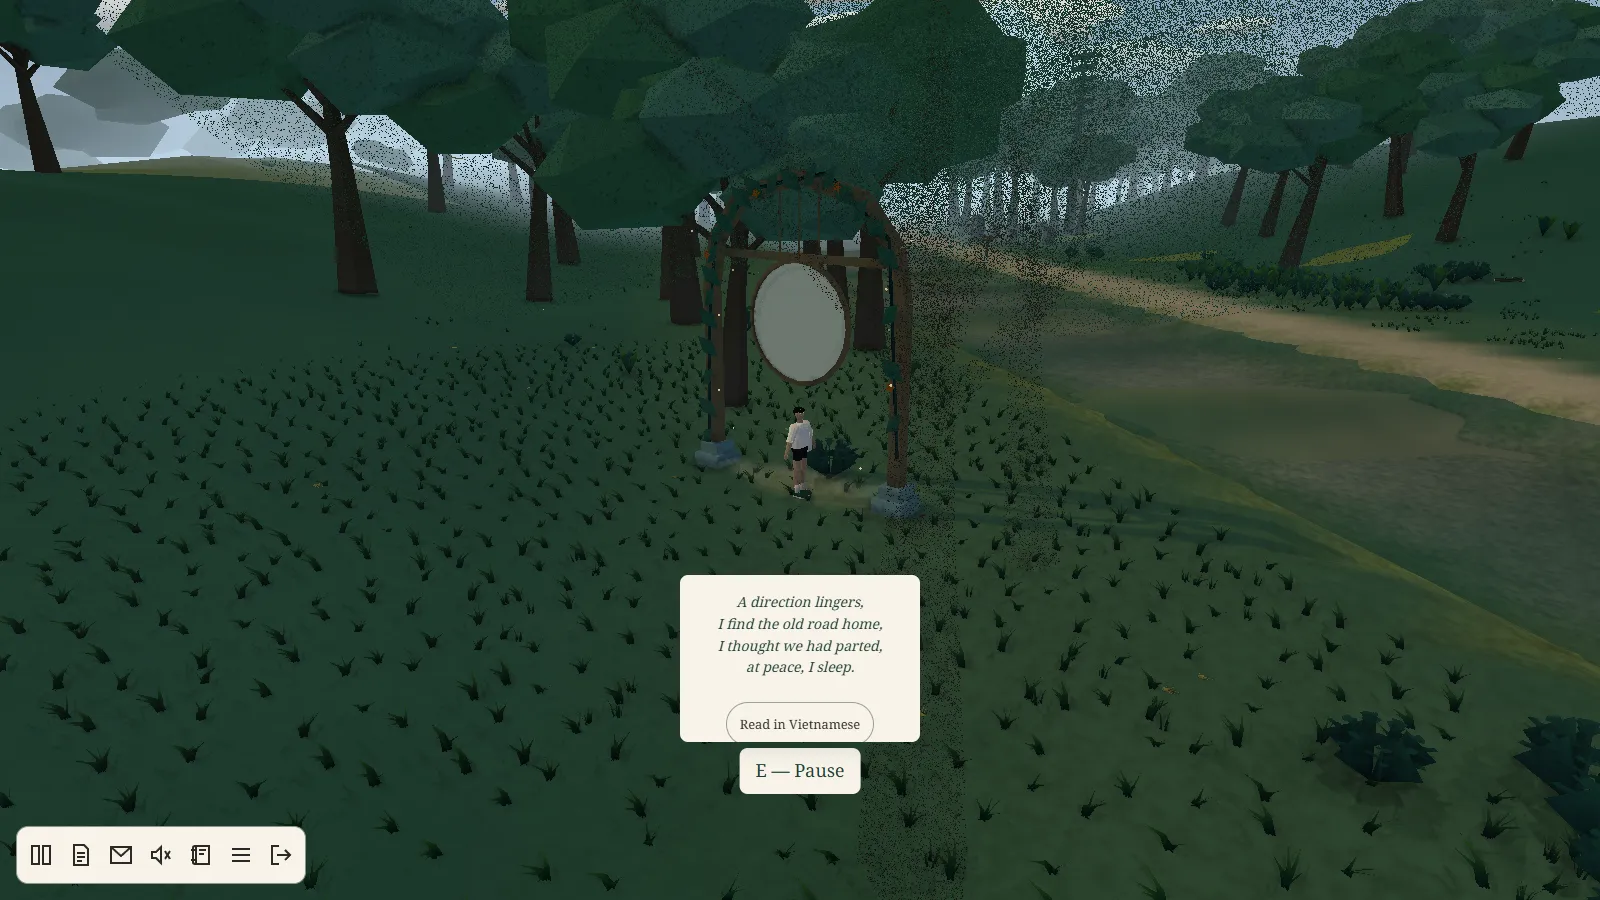 A direction lingers,
I find the old road home,
I thought we had parted,
at peace, I sleep.
Read in Vietnamese
E — Pause